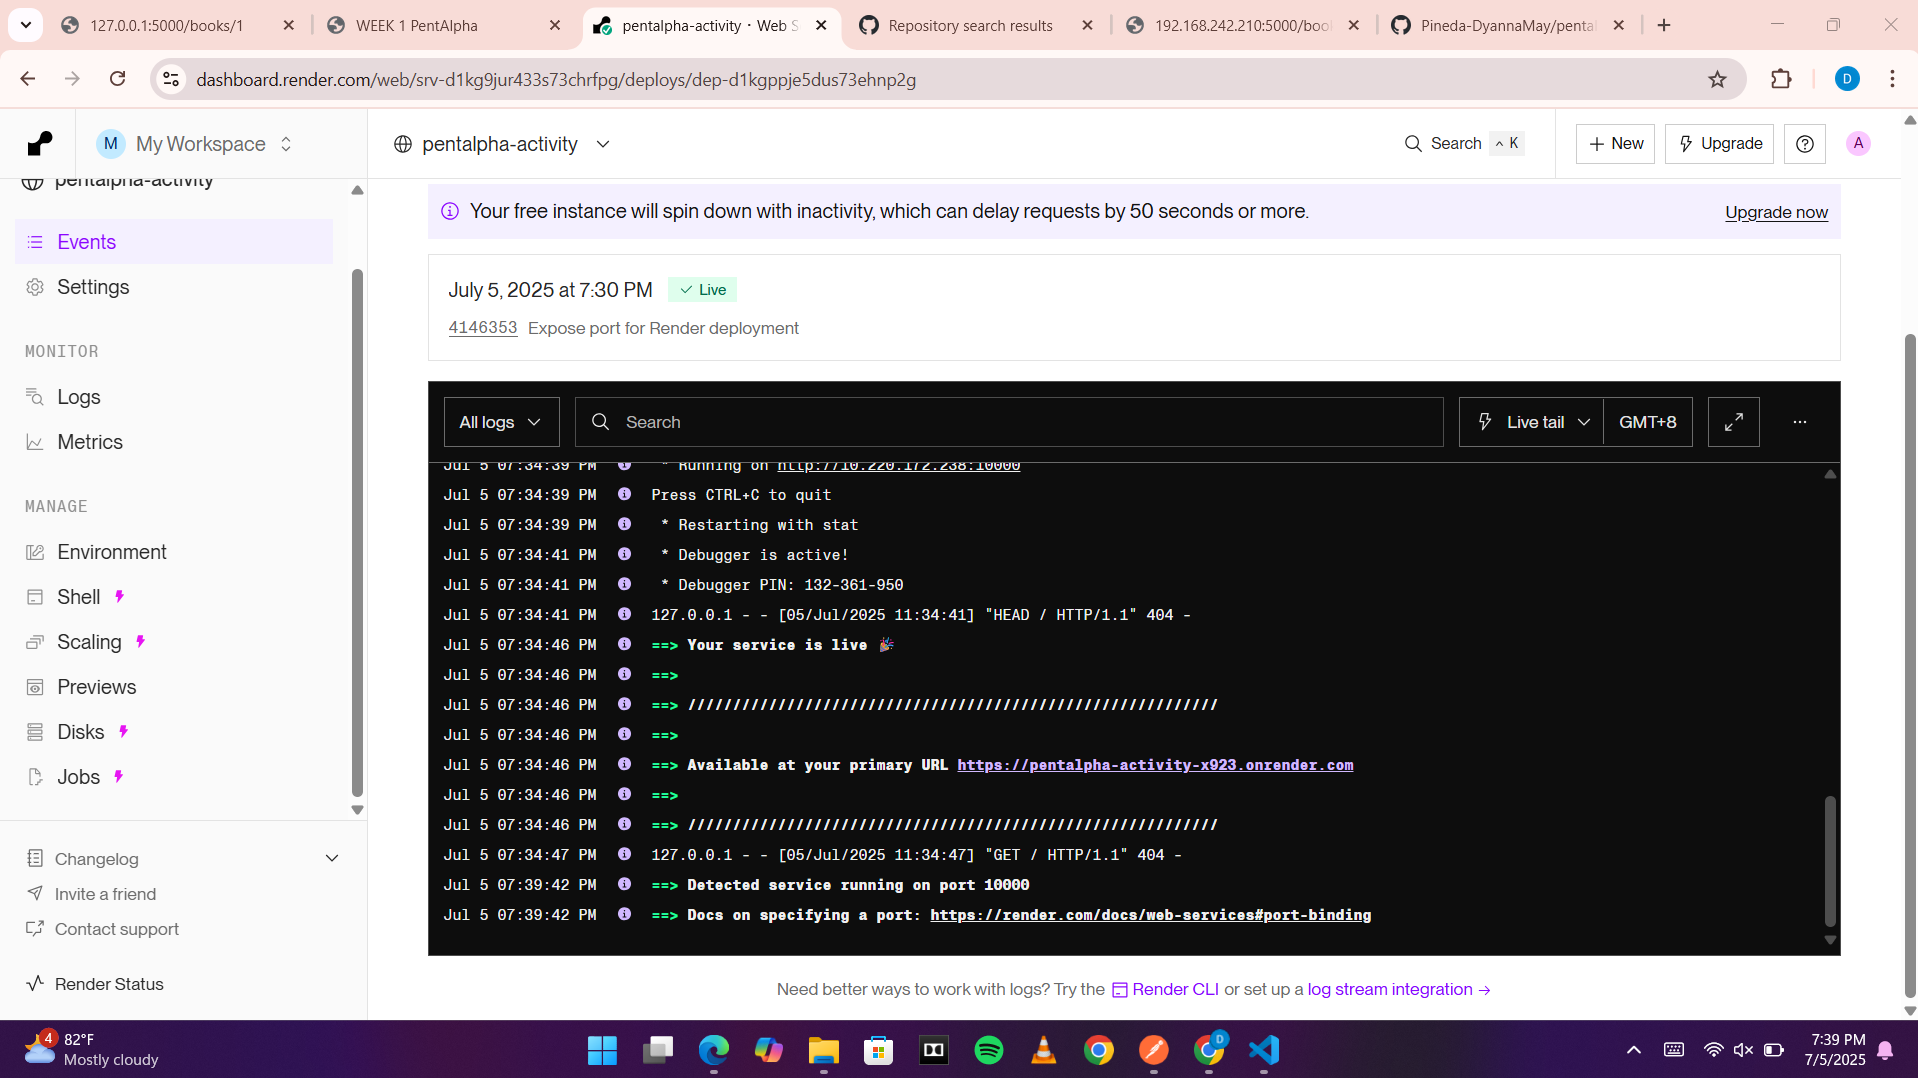 127.0.0.1:5000/books/1
WEEK 1 PentAlpha
pentalpha-activity · Web S
Repository search results
192.168.242.210:5000/book
Pineda-DyannaMay/pental
dashboard.render.com/web/srv-d1kg9jur433s73chrfpg/deploys/dep-d1kgppje5dus73ehnp2g
D
M My Workspace
pentalpha-activity
Search ^ K
+ New
Upgrade
A
pentalpha-activity
Events
Settings
MONITOR
Logs
Metrics
MANAGE
Environment
Shell
Scaling
Previews
Disks
Jobs
Changelog
Invite a friend
Contact support
Render Status
Your free instance will spin down with inactivity, which can delay requests by 50 seconds or more.
Upgrade now
July 5, 2025 at 7:30 PM Live
4146353 Expose port for Render deployment
All logs
Search
Live tail
GMT+8
Jul 5 07:34:39 PM * Running on http://10.220.172.238:10000
Jul 5 07:34:39 PM Press CTRL+C to quit
Jul 5 07:34:39 PM * Restarting with stat
Jul 5 07:34:41 PM * Debugger is active!
Jul 5 07:34:41 PM * Debugger PIN: 132-361-950
Jul 5 07:34:41 PM 127.0.0.1 - - [05/Jul/2025 11:34:41] "HEAD / HTTP/1.1" 404 -
Jul 5 07:34:46 PM ==> Your service is live 🎉
Jul 5 07:34:46 PM ==>
Jul 5 07:34:46 PM ==> ///////////////////////////////////////////////////////////
Jul 5 07:34:46 PM ==>
Jul 5 07:34:46 PM ==> Available at your primary URL https://pentalpha-activity-x923.onrender.com
Jul 5 07:34:46 PM ==>
Jul 5 07:34:46 PM ==> ///////////////////////////////////////////////////////////
Jul 5 07:34:47 PM 127.0.0.1 - - [05/Jul/2025 11:34:47] "GET / HTTP/1.1" 404 -
Jul 5 07:39:42 PM ==> Detected service running on port 10000
Jul 5 07:39:42 PM ==> Docs on specifying a port: https://render.com/docs/web-services#port-binding
Need better ways to work with logs? Try the Render CLI or set up a log stream integration →
4
82°F
Mostly cloudy
D
7:39 PM
7/5/2025